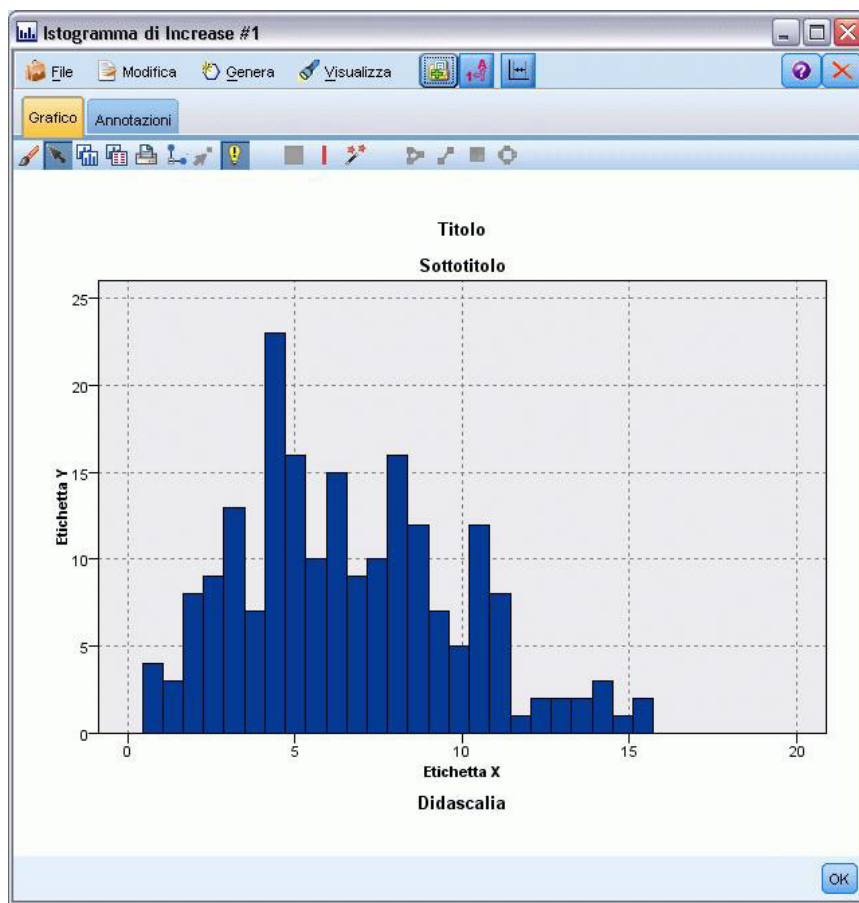 Istogramma di Increase #1
File Modifica Genera Visualizza
Grafico Annotazioni
Titolo
Sottotitolo
25
20
15
10
5
0
Etichetta Y
0 5 10 15 20
Etichetta X
Didascalia
OK